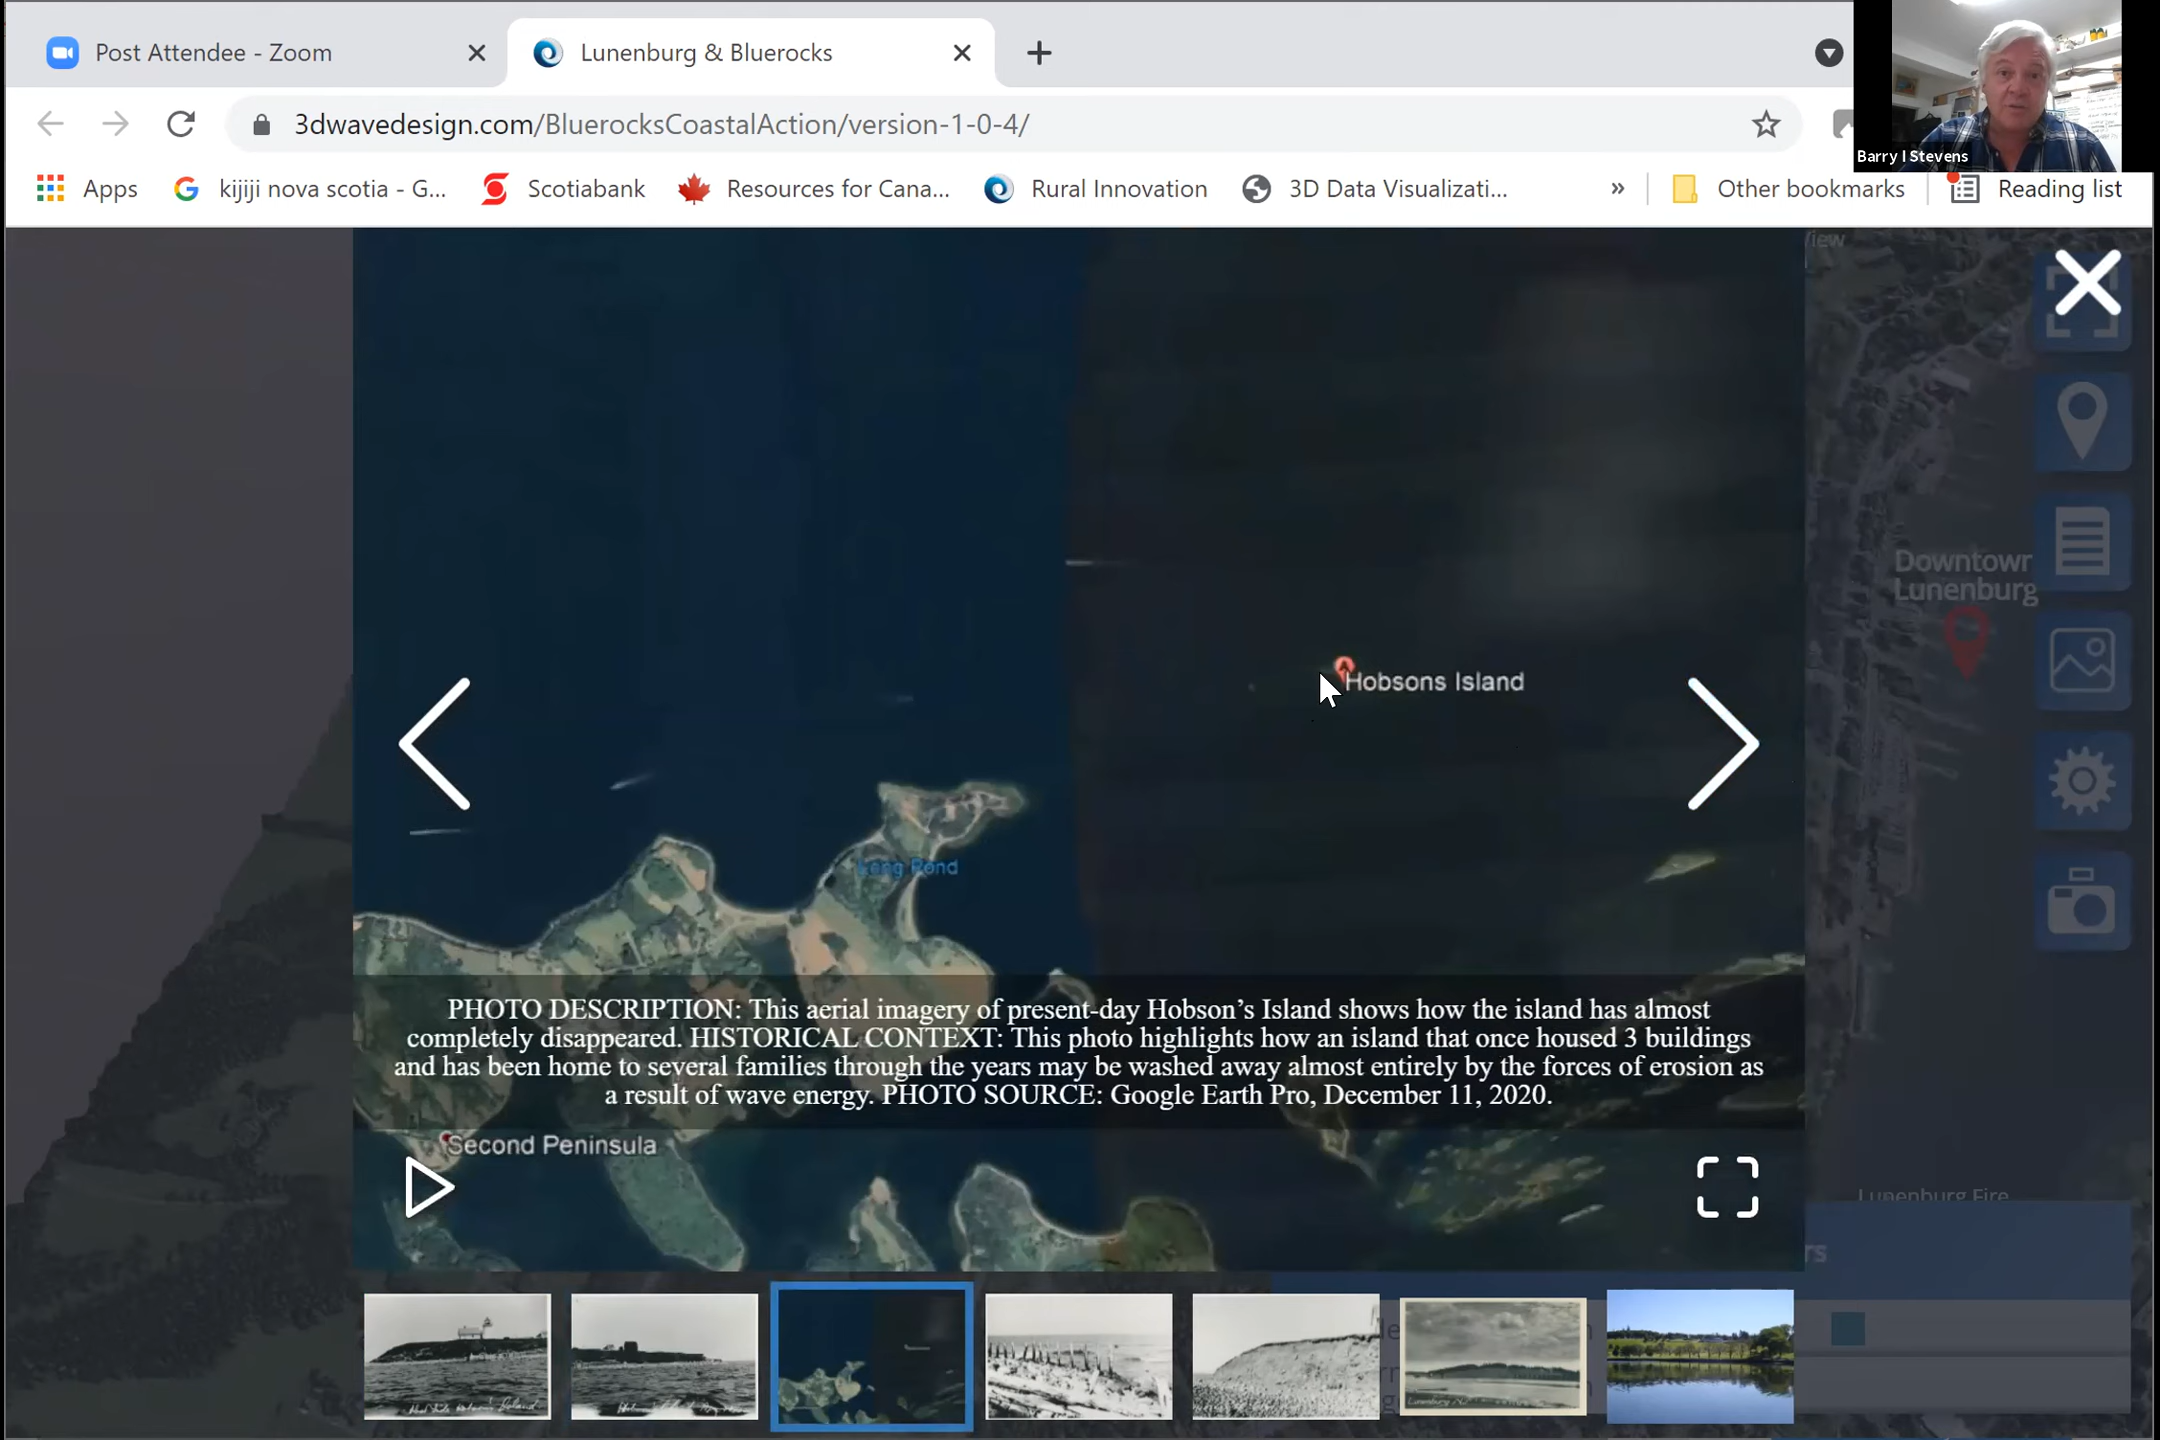 Post Attendee - Zoom
Lunenburg & Bluerocks
3dwavedesign.com/BluerocksCoastalAction/version-1-0-4/
Barry I Stevens
Apps
kijiji nova scotia - G...
Scotiabank
Resources for Cana...
Rural Innovation
3D Data Visualizati...
»
Other bookmarks
Reading list
Downtown
Lunenburg
Hobsons Island
Long Pond
PHOTO DESCRIPTION: This aerial imagery of present-day Hobson's Island shows how the island has almost
completely disappeared. HISTORICAL CONTEXT: This photo highlights how an island that once housed 3 buildings
and has been home to several families through the years may be washed away almost entirely by the forces of erosion as
a result of wave energy. PHOTO SOURCE: Google Earth Pro, December 11, 2020.
Second Peninsula
Lunenburg Fire